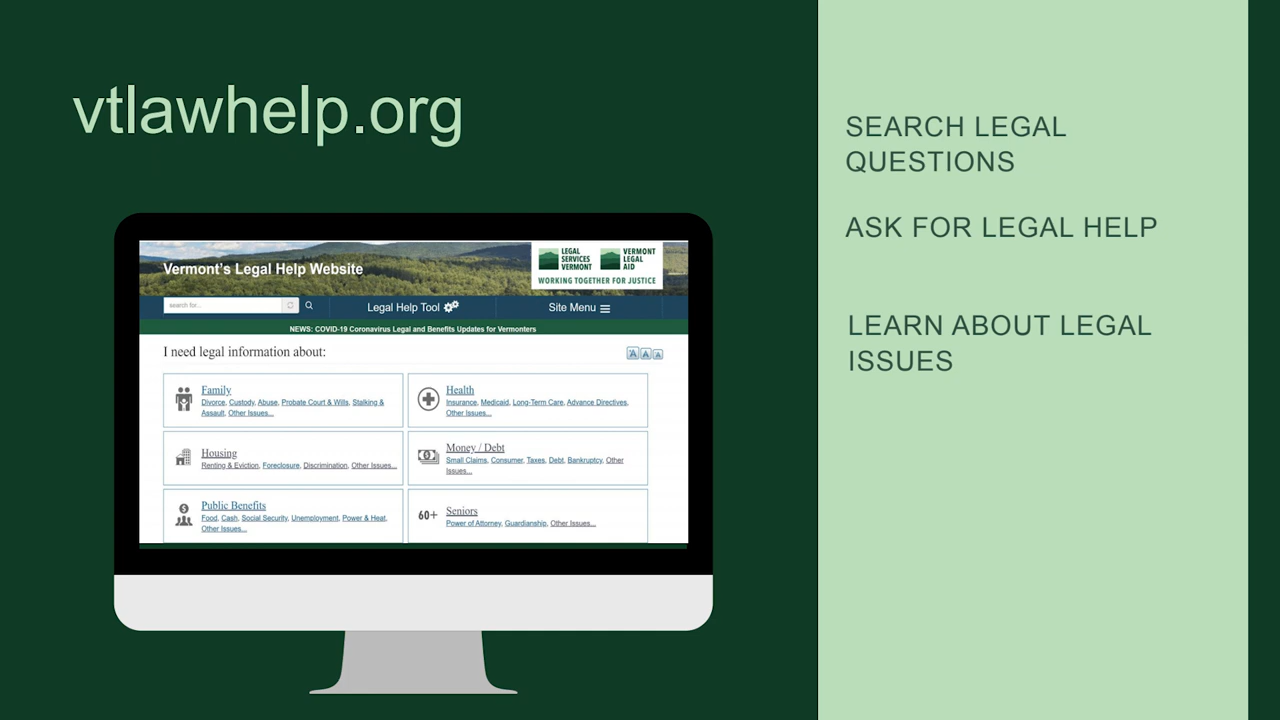 vtlawhelp.org
Vermont's Legal Help Website
LEGAL
SERVICES
VERMONT
VERMONT
LEGAL
AID
WORKING TOGETHER FOR JUSTICE
search for...
Legal Help Tool
Site Menu
NEWS: COVID-19 Coronavirus Legal and Benefits Updates for Vermonters
I need legal information about:
A A A
Family
Divorce, Custody, Abuse, Probate Court & Wills, Stalking &
Assault, Other Issues...
Health
Insurance, Medicaid, Long-Term Care, Advance Directives,
Other Issues...
Housing
Renting & Eviction, Foreclosure, Discrimination, Other Issues...
Money / Debt
Small Claims, Consumer, Taxes, Debt, Bankruptcy, Other
Issues...
$
Public Benefits
Food, Cash, Social Security, Unemployment, Power & Heat,
Other Issues...
60+
Seniors
Power of Attorney, Guardianship, Other Issues...
SEARCH LEGAL
QUESTIONS
ASK FOR LEGAL HELP
LEARN ABOUT LEGAL
ISSUES